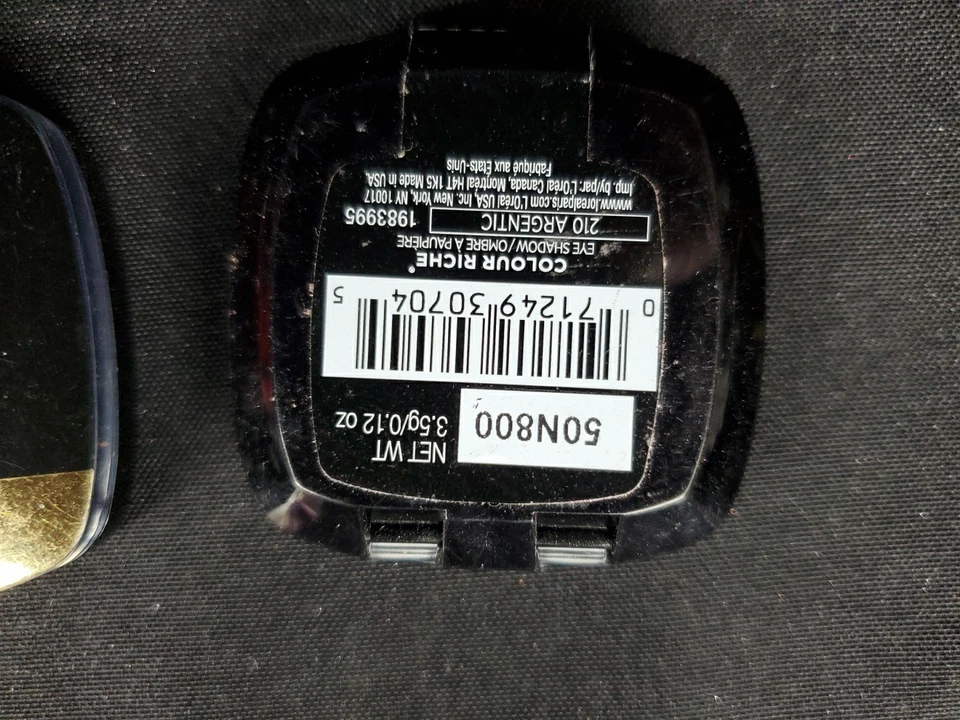 50N800
NET WT
3.5g/0.12 oz
0 71249 30704 5
COLOUR RICHE®
EYE SHADOW/OMBRE À PAUPIÈRE
210 ARGENTIC 1983995
www.lorealparis.com L'Oréal USA, Inc. New York, NY 10017
Imp. by/par: L'Oréal Canada, Montréal H4T 1K5 Made in USA
Fabriqué aux États-Unis